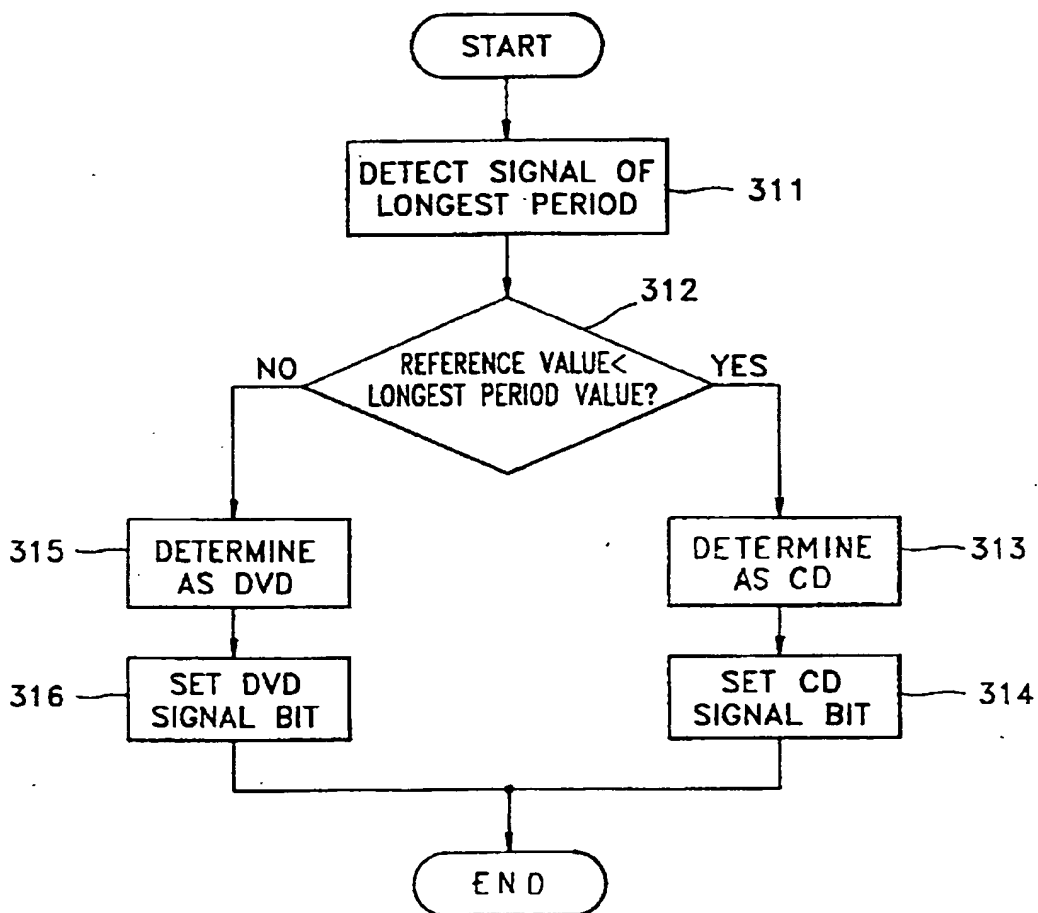 START
DETECT SIGNAL OF
LONGEST PERIOD
311
312
REFERENCE VALUE<
LONGEST PERIOD VALUE?
NO
YES
315
DETERMINE
AS DVD
DETERMINE
AS CD
313
316
SET DVD
SIGNAL BIT
SET CD
SIGNAL BIT
314
END